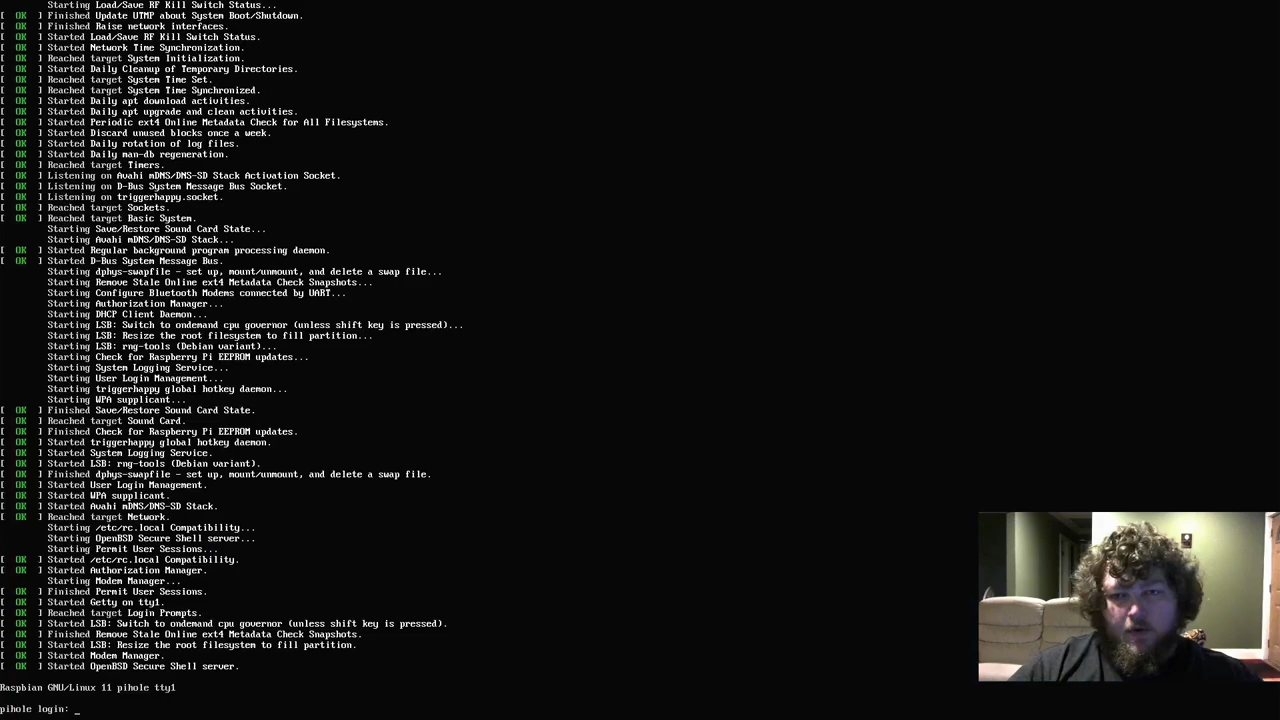 Starting Load/Save RF Kill Switch Status...
[  OK  ] Finished Update UTMP about System Boot/Shutdown.
[  OK  ] Finished Raise network interfaces.
[  OK  ] Started Load/Save RF Kill Switch Status.
[  OK  ] Started Network Time Synchronization.
[  OK  ] Reached target System Initialization.
[  OK  ] Started Daily Cleanup of Temporary Directories.
[  OK  ] Reached target System Time Set.
[  OK  ] Reached target System Time Synchronized.
[  OK  ] Started Daily apt download activities.
[  OK  ] Started Daily apt upgrade and clean activities.
[  OK  ] Started Periodic ext4 Online Metadata Check for All Filesystems.
[  OK  ] Started Discard unused blocks once a week.
[  OK  ] Started Daily rotation of log files.
[  OK  ] Started Daily man-db regeneration.
[  OK  ] Reached target Timers.
[  OK  ] Listening on Avahi mDNS/DNS-SD Stack Activation Socket.
[  OK  ] Listening on D-Bus System Message Bus Socket.
[  OK  ] Listening on triggerhappy.socket.
[  OK  ] Reached target Sockets.
[  OK  ] Reached target Basic System.
Starting Save/Restore Sound Card State...
Starting Avahi mDNS/DNS-SD Stack...
[  OK  ] Started Regular background program processing daemon.
[  OK  ] Started D-Bus System Message Bus.
Starting dphys-swapfile - set up, mount/unmount, and delete a swap file...
Starting Remove Stale Online ext4 Metadata Check Snapshots...
Starting Configure Bluetooth Modems connected by UART...
Starting Authorization Manager...
Starting DHCP Client Daemon...
Starting LSB: Switch to ondemand cpu governor (unless shift key is pressed)...
Starting LSB: Resize the root filesystem to fill partition...
Starting LSB: rng-tools (Debian variant)...
Starting Check for Raspberry Pi EEPROM updates...
Starting System Logging Service...
Starting User Login Management...
Starting triggerhappy global hotkey daemon...
Starting WPA supplicant...
[  OK  ] Finished Save/Restore Sound Card State.
[  OK  ] Reached target Sound Card.
[  OK  ] Finished Check for Raspberry Pi EEPROM updates.
[  OK  ] Started triggerhappy global hotkey daemon.
[  OK  ] Started System Logging Service.
[  OK  ] Started LSB: rng-tools (Debian variant).
[  OK  ] Finished dphys-swapfile - set up, mount/unmount, and delete a swap file.
[  OK  ] Started User Login Management.
[  OK  ] Started WPA supplicant.
[  OK  ] Started Avahi mDNS/DNS-SD Stack.
[  OK  ] Reached target Network.
Starting /etc/rc.local Compatibility...
Starting OpenBSD Secure Shell server...
Starting Permit User Sessions...
[  OK  ] Started /etc/rc.local Compatibility.
[  OK  ] Started Authorization Manager.
Starting Modem Manager...
[  OK  ] Finished Permit User Sessions.
[  OK  ] Started Getty on tty1.
[  OK  ] Reached target Login Prompts.
[  OK  ] Started LSB: Switch to ondemand cpu governor (unless shift key is pressed).
[  OK  ] Finished Remove Stale Online ext4 Metadata Check Snapshots.
[  OK  ] Started LSB: Resize the root filesystem to fill partition.
[  OK  ] Started Modem Manager.
[  OK  ] Started OpenBSD Secure Shell server.
Raspbian GNU/Linux 11 pihole tty1
pihole login: _